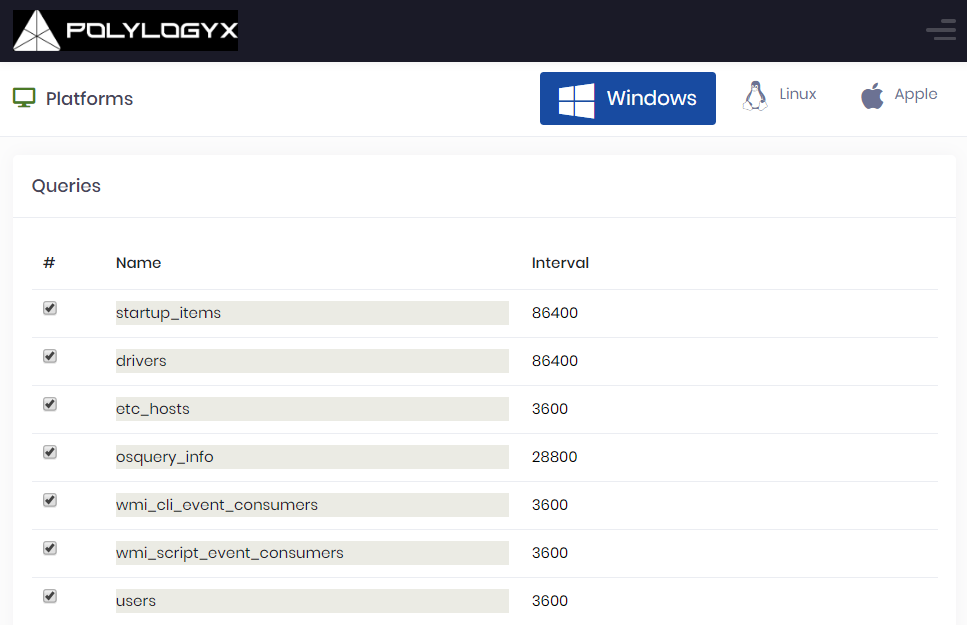 POLYLOGYX
Platforms Windows Linux Apple
Queries
# Name Interval
startup_items 86400
drivers 86400
etc_hosts 3600
osquery_info 28800
wmi_cli_event_consumers 3600
wmi_script_event_consumers 3600
users 3600